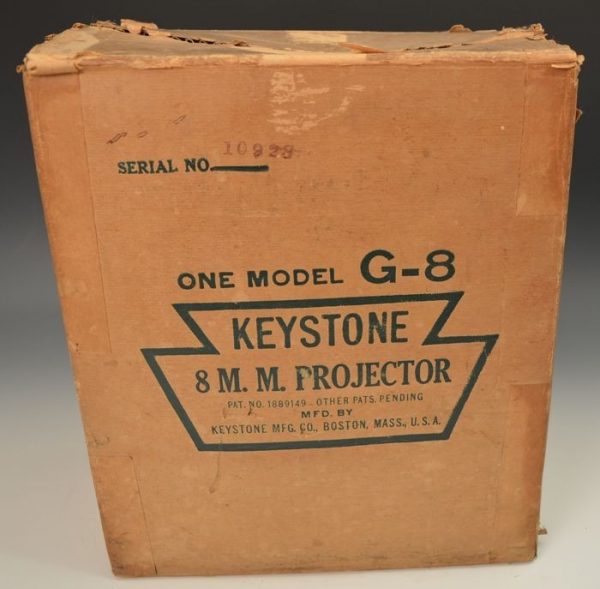 SERIAL NO. 10923
ONE MODEL G-8
KEYSTONE
8 M. M. PROJECTOR
PAT. NO. 1889149 - OTHER PATS. PENDING
MFD. BY
KEYSTONE MFG. CO., BOSTON, MASS., U. S. A.